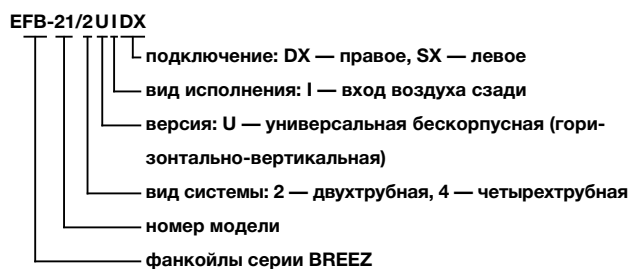 EFB-21/2UIDX
подключение: DX — правое, SX — левое
вид исполнения: I — вход воздуха сзади
версия: U — универсальная бескорпусная (гори-
зонтально-вертикальная)
вид системы: 2 — двухтрубная, 4 — четырехтрубная
номер модели
фанкойлы серии BREEZ